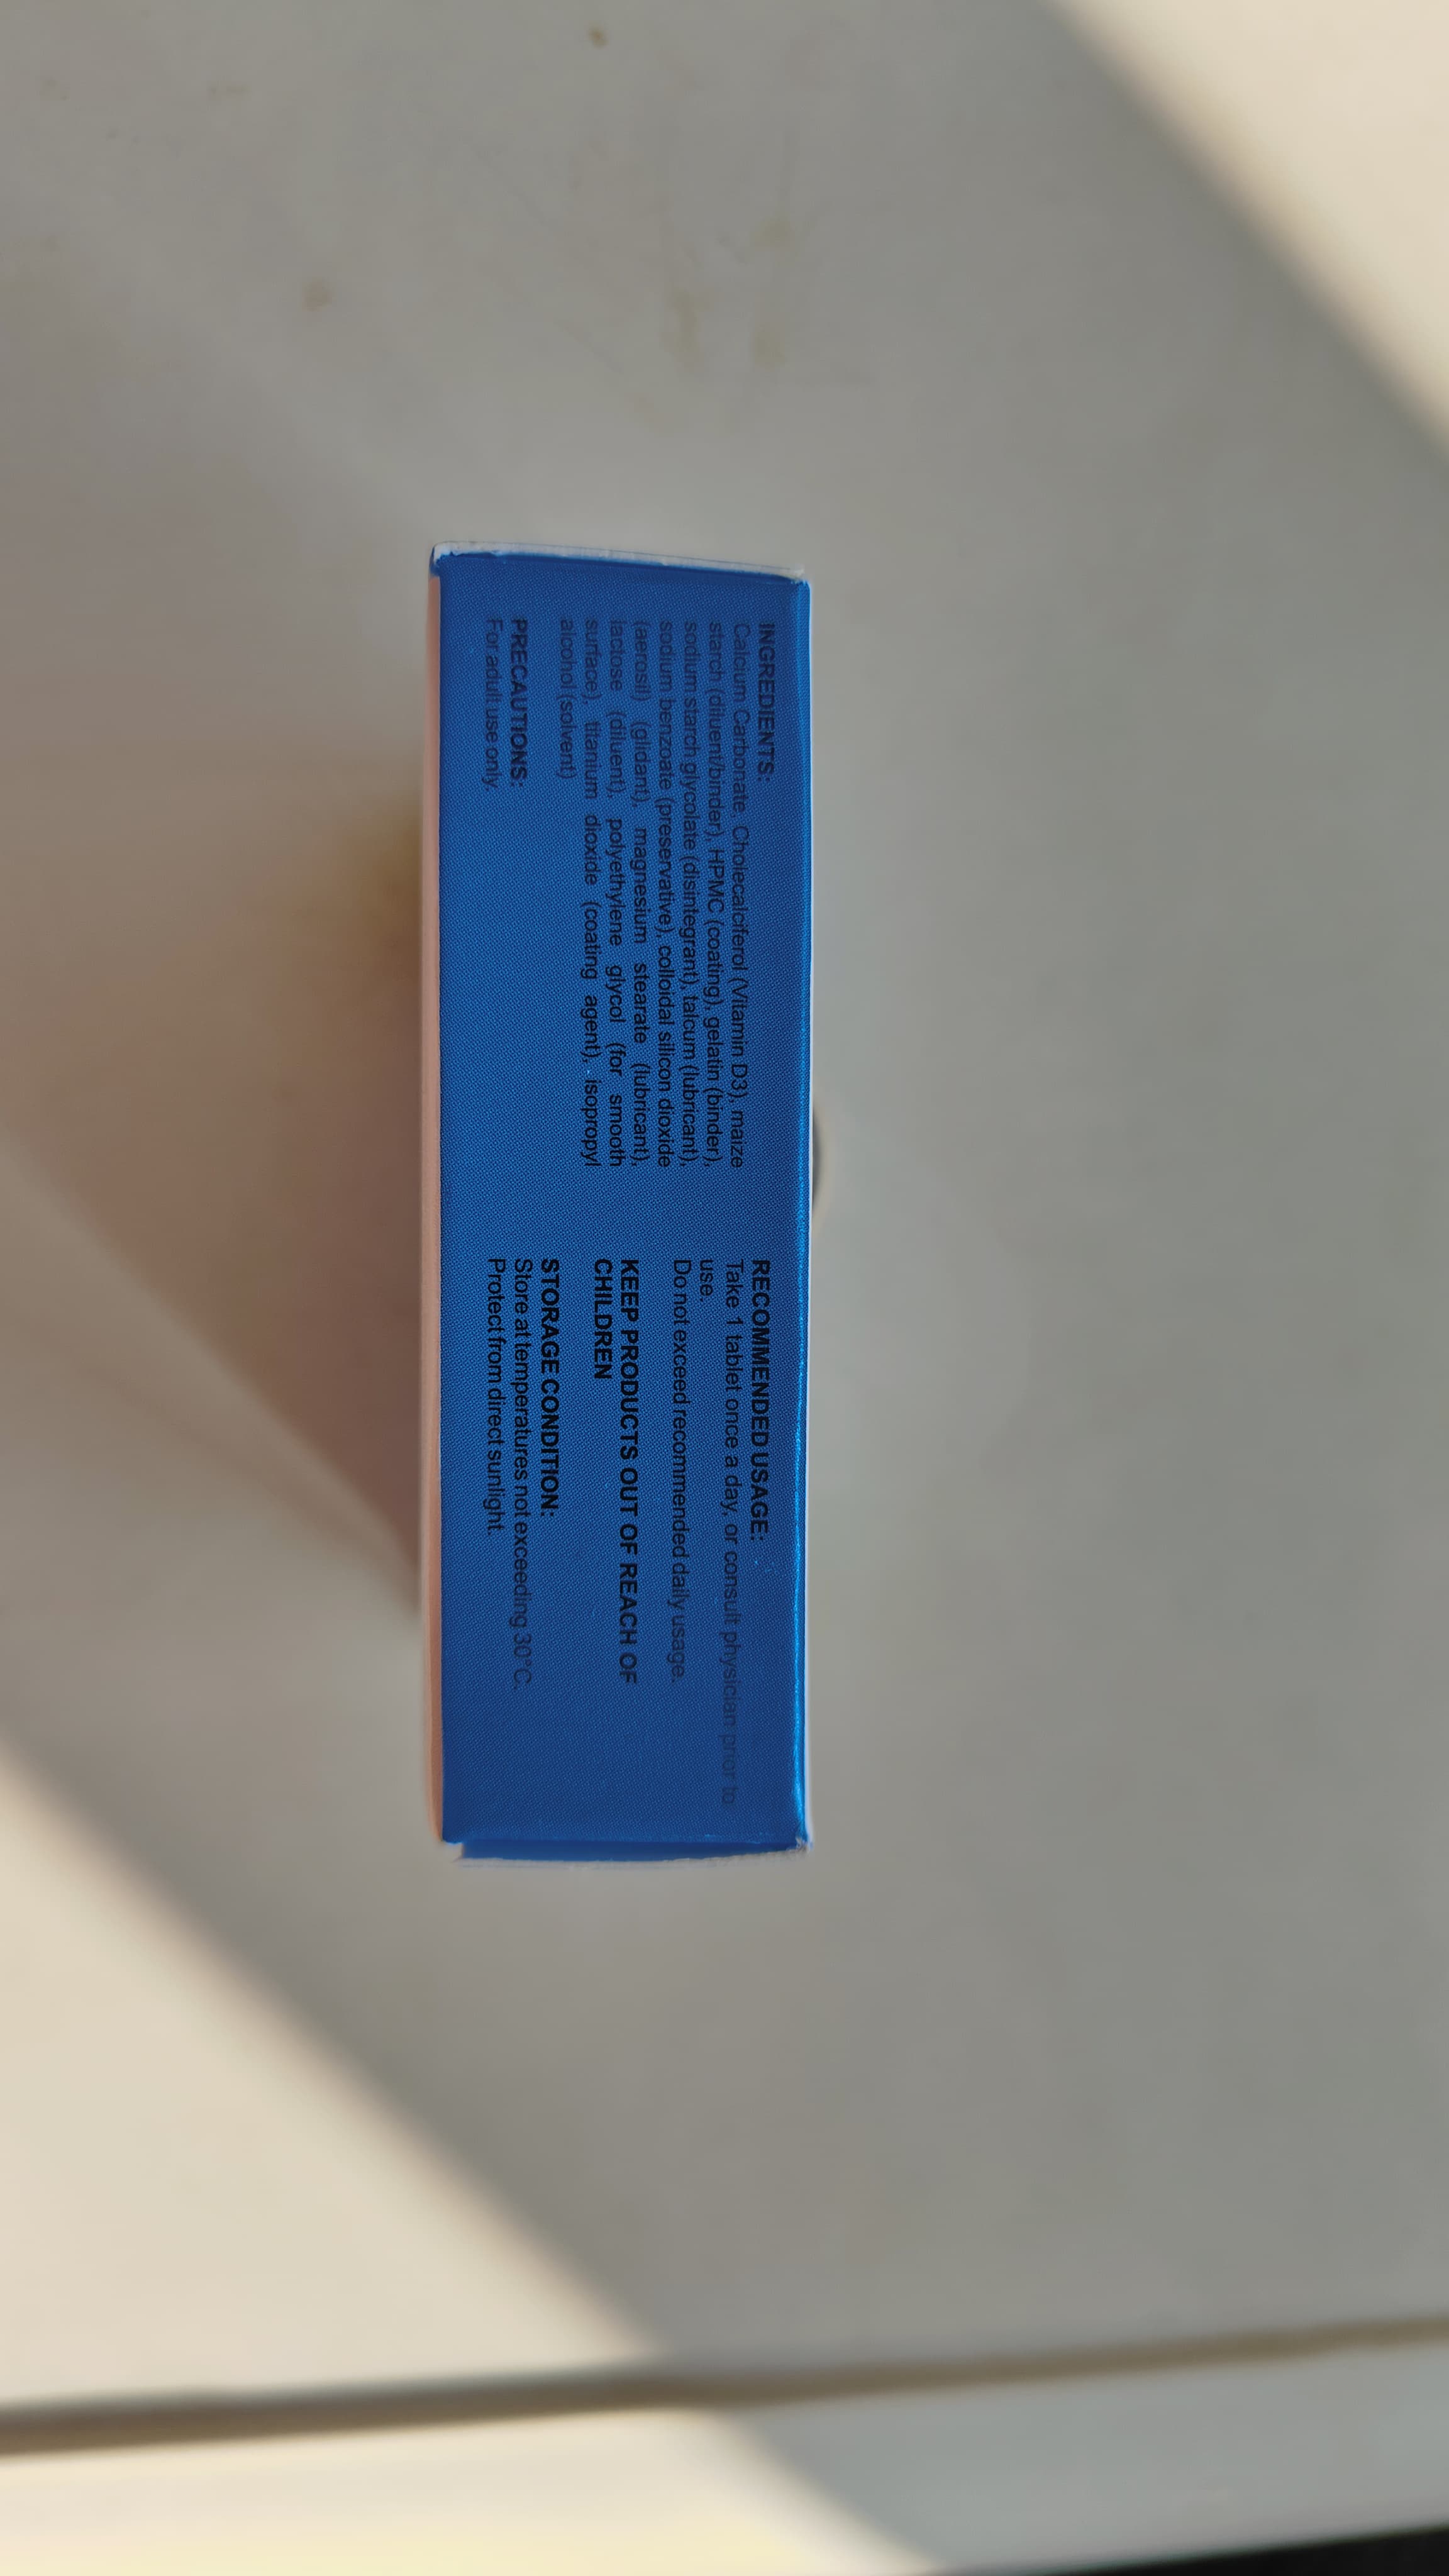 INGREDIENTS:
Calcium Carbonate, Cholecalciferol (Vitamin D3), maize
starch (diluent/binder), HPMC (coating), gelatin (binder),
sodium starch glycolate (disintegrant), talcum (lubricant),
sodium benzoate (preservative), colloidal silicon dioxide
(aerosil) (glidant), magnesium stearate (lubricant),
lactose (diluent), polyethylene glycol (for smooth
surface), titanium dioxide (coating agent), isopropyl
alcohol (solvent)
PRECAUTIONS:
For adult use only.
RECOMMENDED USAGE:
Take 1 tablet once a day, or consult physician prior to
use.
Do not exceed recommended daily usage.
KEEP PRODUCTS OUT OF REACH OF
CHILDREN
STORAGE CONDITION:
Store at temperatures not exceeding 30°C.
Protect from direct sunlight.